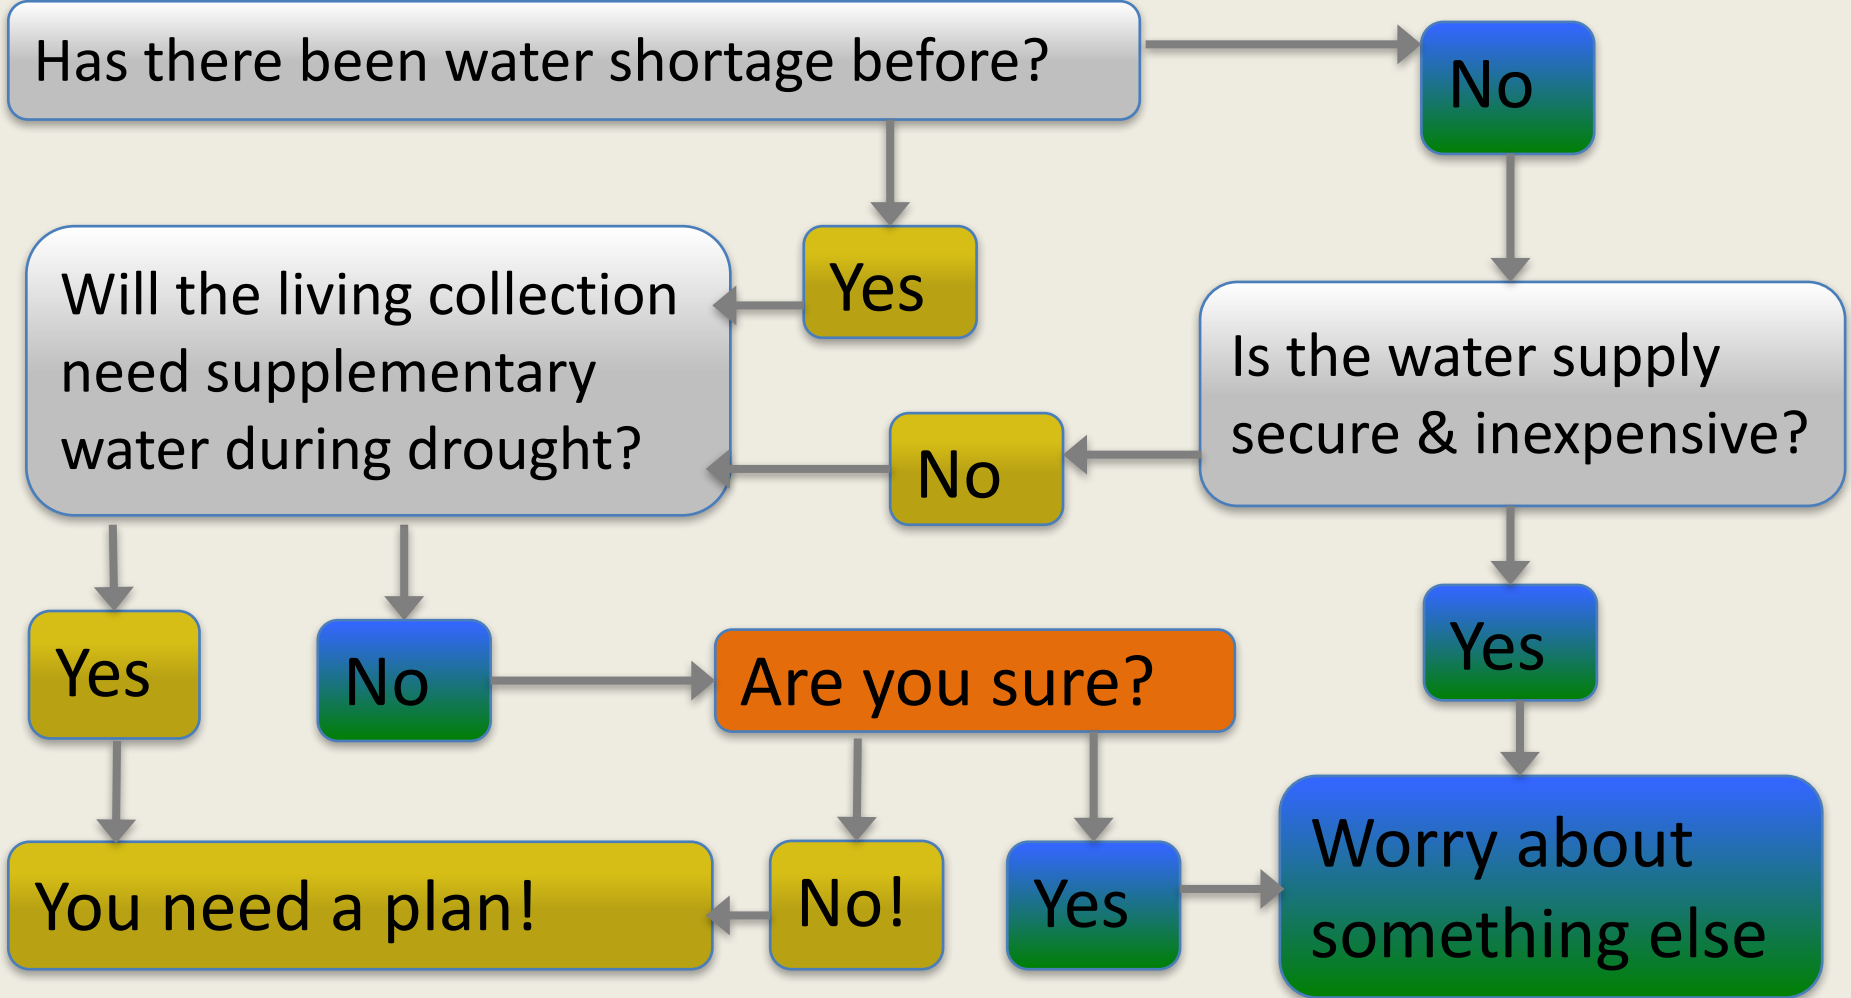 Has there been water shortage before?
No
Yes
Will the living collection
need supplementary
water during drought?
Is the water supply
secure & inexpensive?
No
Yes
No
Are you sure?
Yes
You need a plan!
No!
Yes
Worry about
something else